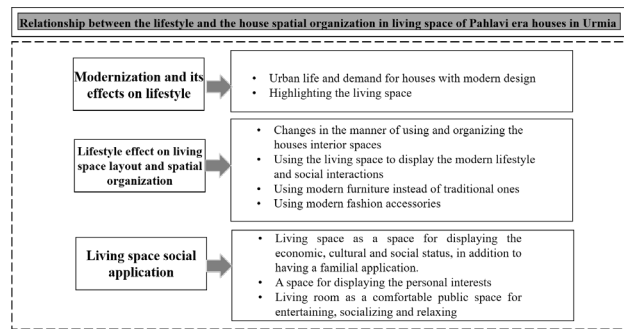 Relationship between the lifestyle and the house spatial organization in living space of Pahlavi era houses in Urmia
Modernization and its
effects on lifestyle
• Urban life and demand for houses with modern design
• Highlighting the living space
Lifestyle effect on living
space layout and spatial
organization
• Changes in the manner of using and organizing the
houses interior spaces
• Using the living space to display the modern lifestyle
and social interactions
• Using modern furniture instead of traditional ones
• Using modern fashion accessories
Living space social
application
• Living space as a space for displaying the
economic, cultural and social status, in addition to
having a familial application.
• A space for displaying the personal interests
• Living room as a comfortable public space for
entertaining, socializing and relaxing